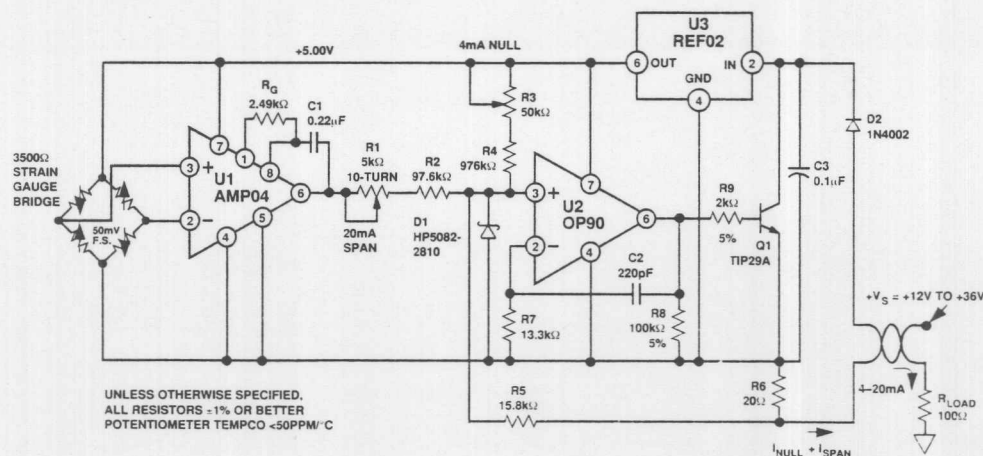 U3
REF02
+5.00V
4mA NULL
6 OUT
IN 2
GND
4
RG
2.49kΩ
C1
0.22µF
R3
50kΩ
D2
1N4002
3500Ω
STRAIN
GAUGE
BRIDGE
7
1
8
R1
5kΩ
10-TURN
R2
97.6kΩ
R4
976kΩ
C3
0.1µF
3 +
U1
AMP04
6
3 +
7
U2
OP90
R9
2kΩ
50mV
F.S.
2 −
5
4
20mA
SPAN
D1
HP5082-
2810
2 −
4
6
5%
Q1
TIP29A
C2
220pF
+VS = +12V TO +36V
R7
13.3kΩ
R8
100kΩ
5%
UNLESS OTHERWISE SPECIFIED,
ALL RESISTORS ±1% OR BETTER
POTENTIOMETER TEMPCO <50PPM/°C
R5
15.8kΩ
R6
20Ω
4–20mA
RLOAD
100Ω
INULL + ISPAN